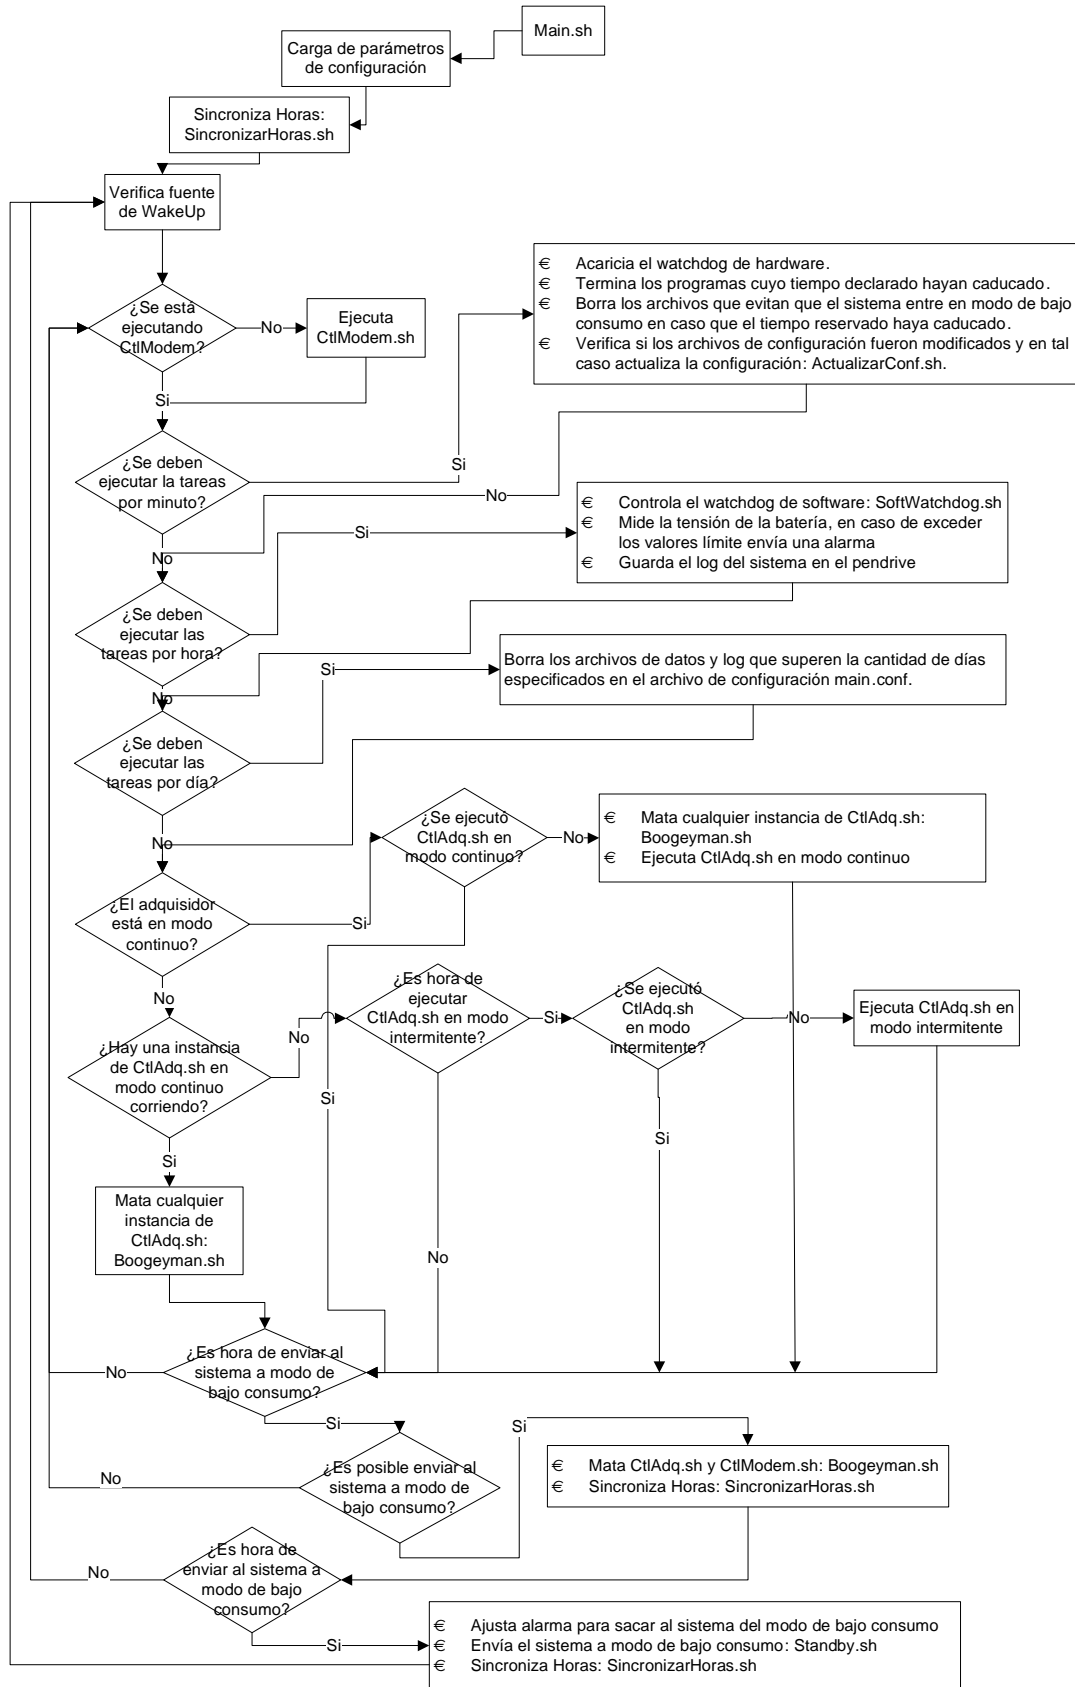 Main.sh
Carga de parámetros
de configuración
Sincroniza Horas:
SincronizarHoras.sh
Verifica fuente
de WakeUp
¿Se está
ejecutando
CtlModem?
No
Ejecuta
CtlModem.sh
Si
€ Acaricia el watchdog de hardware.
€ Termina los programas cuyo tiempo declarado hayan caducado.
€ Borra los archivos que evitan que el sistema entre en modo de bajo
consumo en caso que el tiempo reservado haya caducado.
€ Verifica si los archivos de configuración fueron modificados y en tal
caso actualiza la configuración: ActualizarConf.sh.
¿Se deben
ejecutar la tareas
por minuto?
Si
No
No
€ Controla el watchdog de software: SoftWatchdog.sh
€ Mide la tensión de la batería, en caso de exceder
los valores límite envía una alarma
€ Guarda el log del sistema en el pendrive
Si
¿Se deben
ejecutar las
tareas por hora?
No
Si
Borra los archivos de datos y log que superen la cantidad de días
especificados en el archivo de configuración main.conf.
¿Se deben
ejecutar las
tareas por día?
No
¿Se ejecutó
CtlAdq.sh en
modo continuo?
No
€ Mata cualquier instancia de CtlAdq.sh:
Boogeyman.sh
€ Ejecuta CtlAdq.sh en modo continuo
¿El adquisidor
está en modo
continuo?
Si
No
¿Hay una instancia
de CtlAdq.sh en
modo continuo
corriendo?
No
¿Es hora de
ejecutar
CtlAdq.sh en modo
intermitente?
Si
¿Se ejecutó
CtlAdq.sh
en modo
intermitente?
No
Ejecuta CtlAdq.sh en
modo intermitente
Si
Si
Si
Mata cualquier
instancia de
CtlAdq.sh:
Boogeyman.sh
No
¿Es hora de enviar al
sistema a modo de
bajo consumo?
No
Si
¿Es posible enviar al
sistema a modo de
bajo consumo?
No
Si
€ Mata CtlAdq.sh y CtlModem.sh: Boogeyman.sh
€ Sincroniza Horas: SincronizarHoras.sh
¿Es hora de
enviar al sistema a
modo de bajo
consumo?
No
Si
€ Ajusta alarma para sacar al sistema del modo de bajo consumo
€ Envía el sistema a modo de bajo consumo: Standby.sh
€ Sincroniza Horas: SincronizarHoras.sh